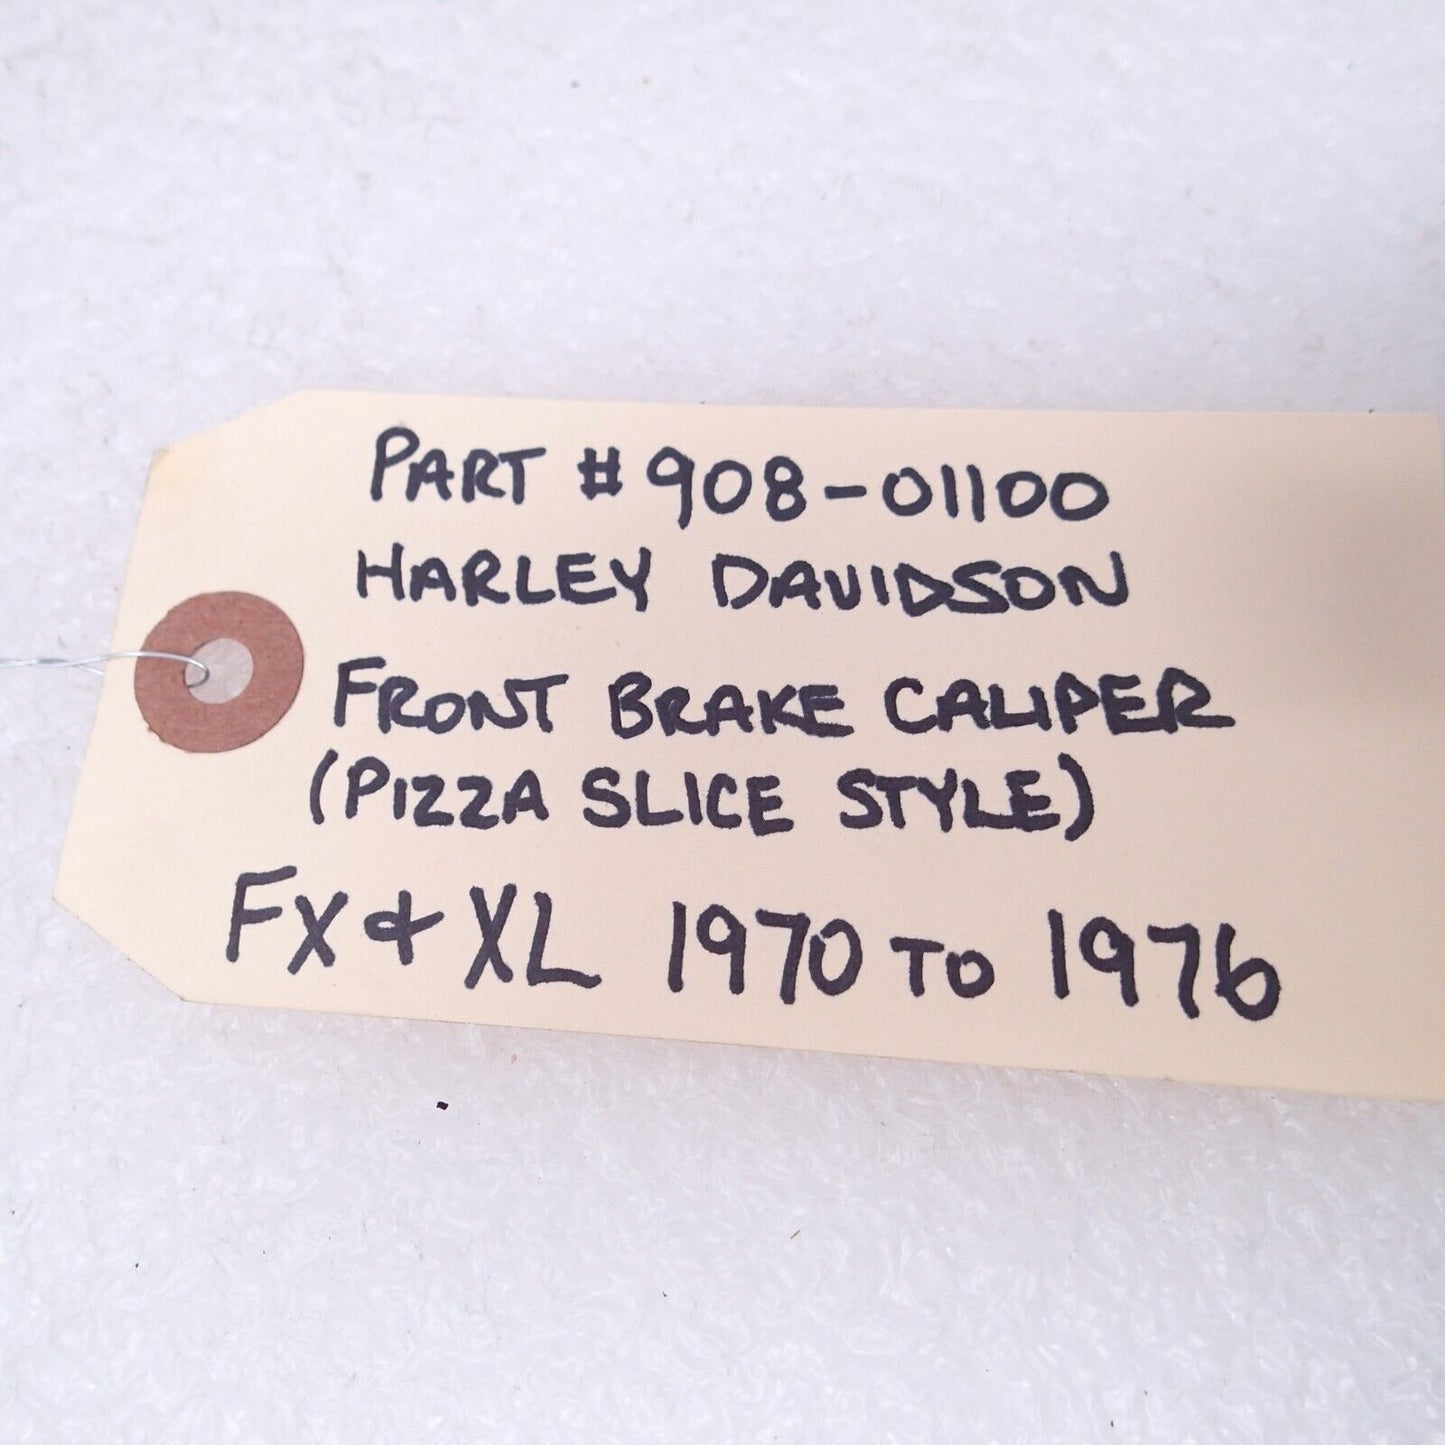 PART #908-01100
HARLEY DAVIDSON
FRONT BRAKE CALIPER
(PIZZA SLICE STYLE)
FX & XL 1970 TO 1976